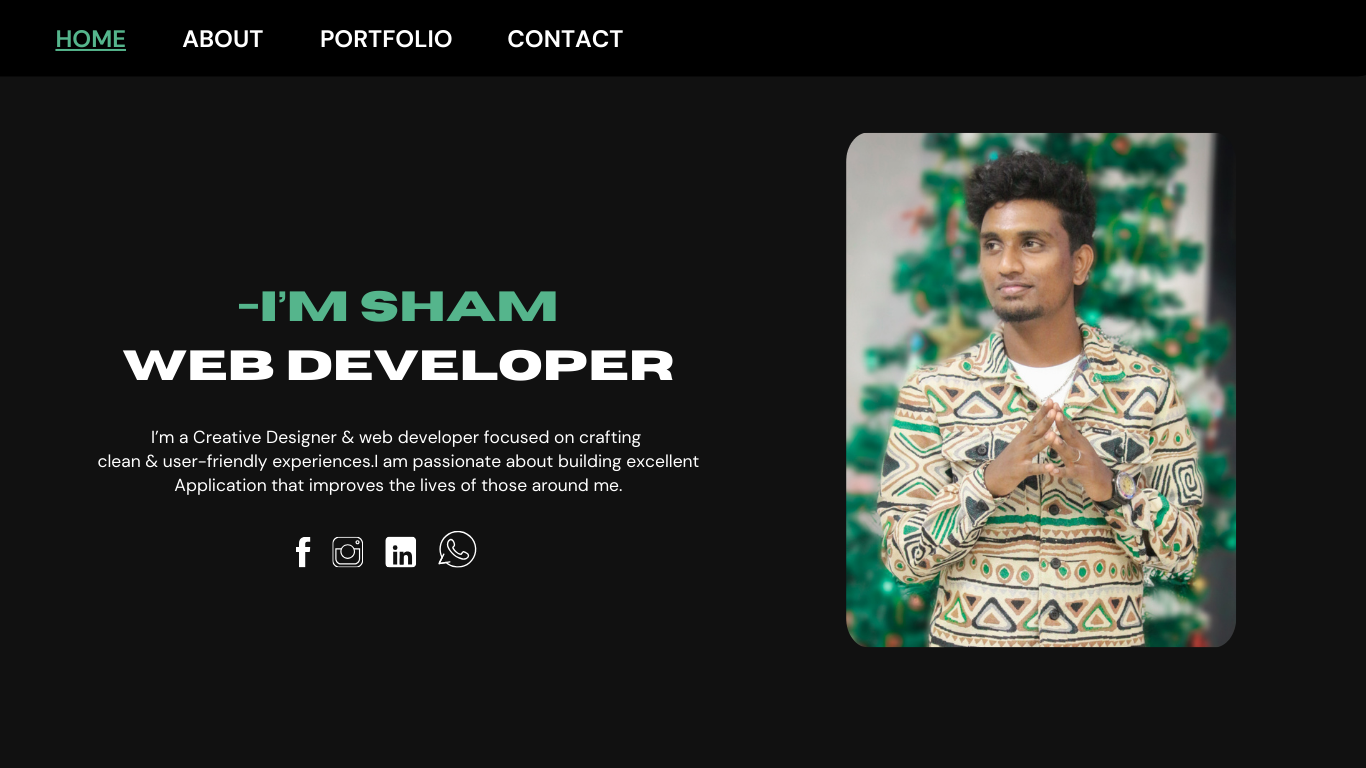 HOME ABOUT PORTFOLIO CONTACT
-I'M SHAM
WEB DEVELOPER
I'm a Creative Designer & web developer focused on crafting
clean & user-friendly experiences.I am passionate about building excellent
Application that improves the lives of those around me.
f in